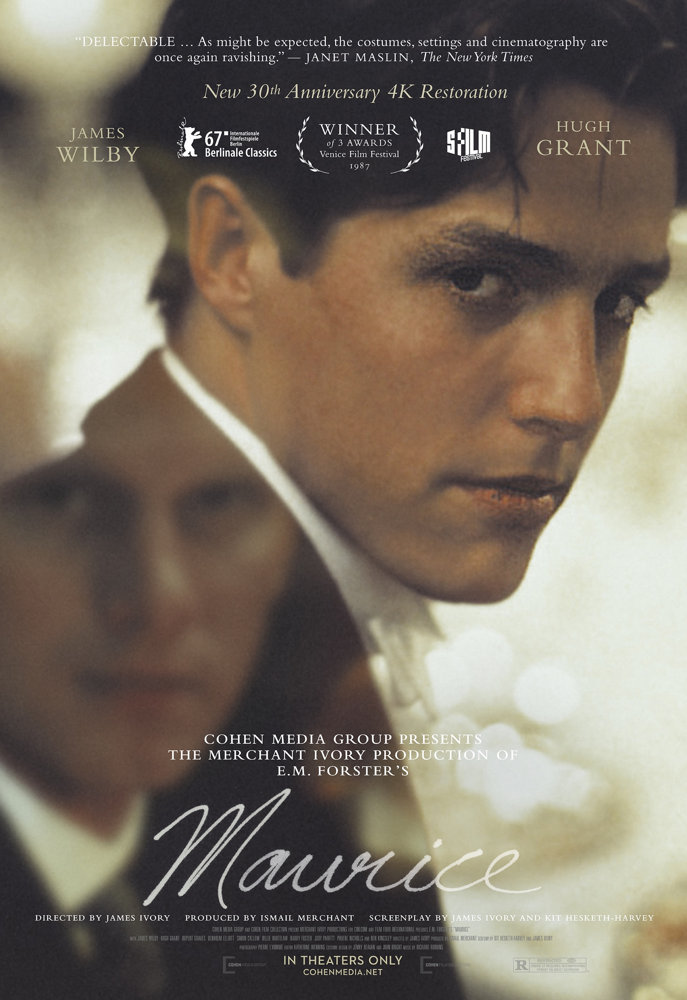 “DELECTABLE ... As might be expected, the costumes, settings and cinematography are
once again ravishing.” — JANET MASLIN, The New York Times
New 30th Anniversary 4K Restoration
JAMES
WILBY
Berlinale
67 Internationale
Filmfestspiele
Berlin
Berlinale Classics
WINNER
of 3 AWARDS
Venice Film Festival
1987
SFFILM
FESTIVAL
HUGH
GRANT
COHEN MEDIA GROUP PRESENTS
THE MERCHANT IVORY PRODUCTION OF
E.M. FORSTER’S
Maurice
DIRECTED BY JAMES IVORY PRODUCED BY ISMAIL MERCHANT SCREENPLAY BY JAMES IVORY AND KIT HESKETH-HARVEY
COHEN MEDIA GROUP AND COHEN FILM COLLECTION PRESENT MERCHANT IVORY PRODUCTIONS FOR CINECOM AND FILM FOUR INTERNATIONAL PRESENTS E.M. FORSTER’S "MAURICE"
WITH JAMES WILBY HUGH GRANT RUPERT GRAVES DENHOLM ELLIOTT SIMON CALLOW BILLIE WHITELAW BARRY FOSTER JUDY PARFITT PHOEBE NICHOLLS AND BEN KINGSLEY DIRECTED BY JAMES IVORY PRODUCED BY ISMAIL MERCHANT SCREENPLAY KIT HESKETH-HARVEY AND JAMES IVORY
PHOTOGRAPHY PIERRE L’HOMME EDITOR KATHERINE WENNING COSTUME DESIGN BY JENNY BEAVAN AND JOHN BRIGHT MUSIC BY RICHARD ROBBINS
COHEN MEDIA GROUP
IN THEATERS ONLY
COHENMEDIA.NET
COHEN FILM COLLECTION
R RESTRICTED
UNDER 17 REQUIRES ACCOMPANYING
PARENT OR ADULT GUARDIAN